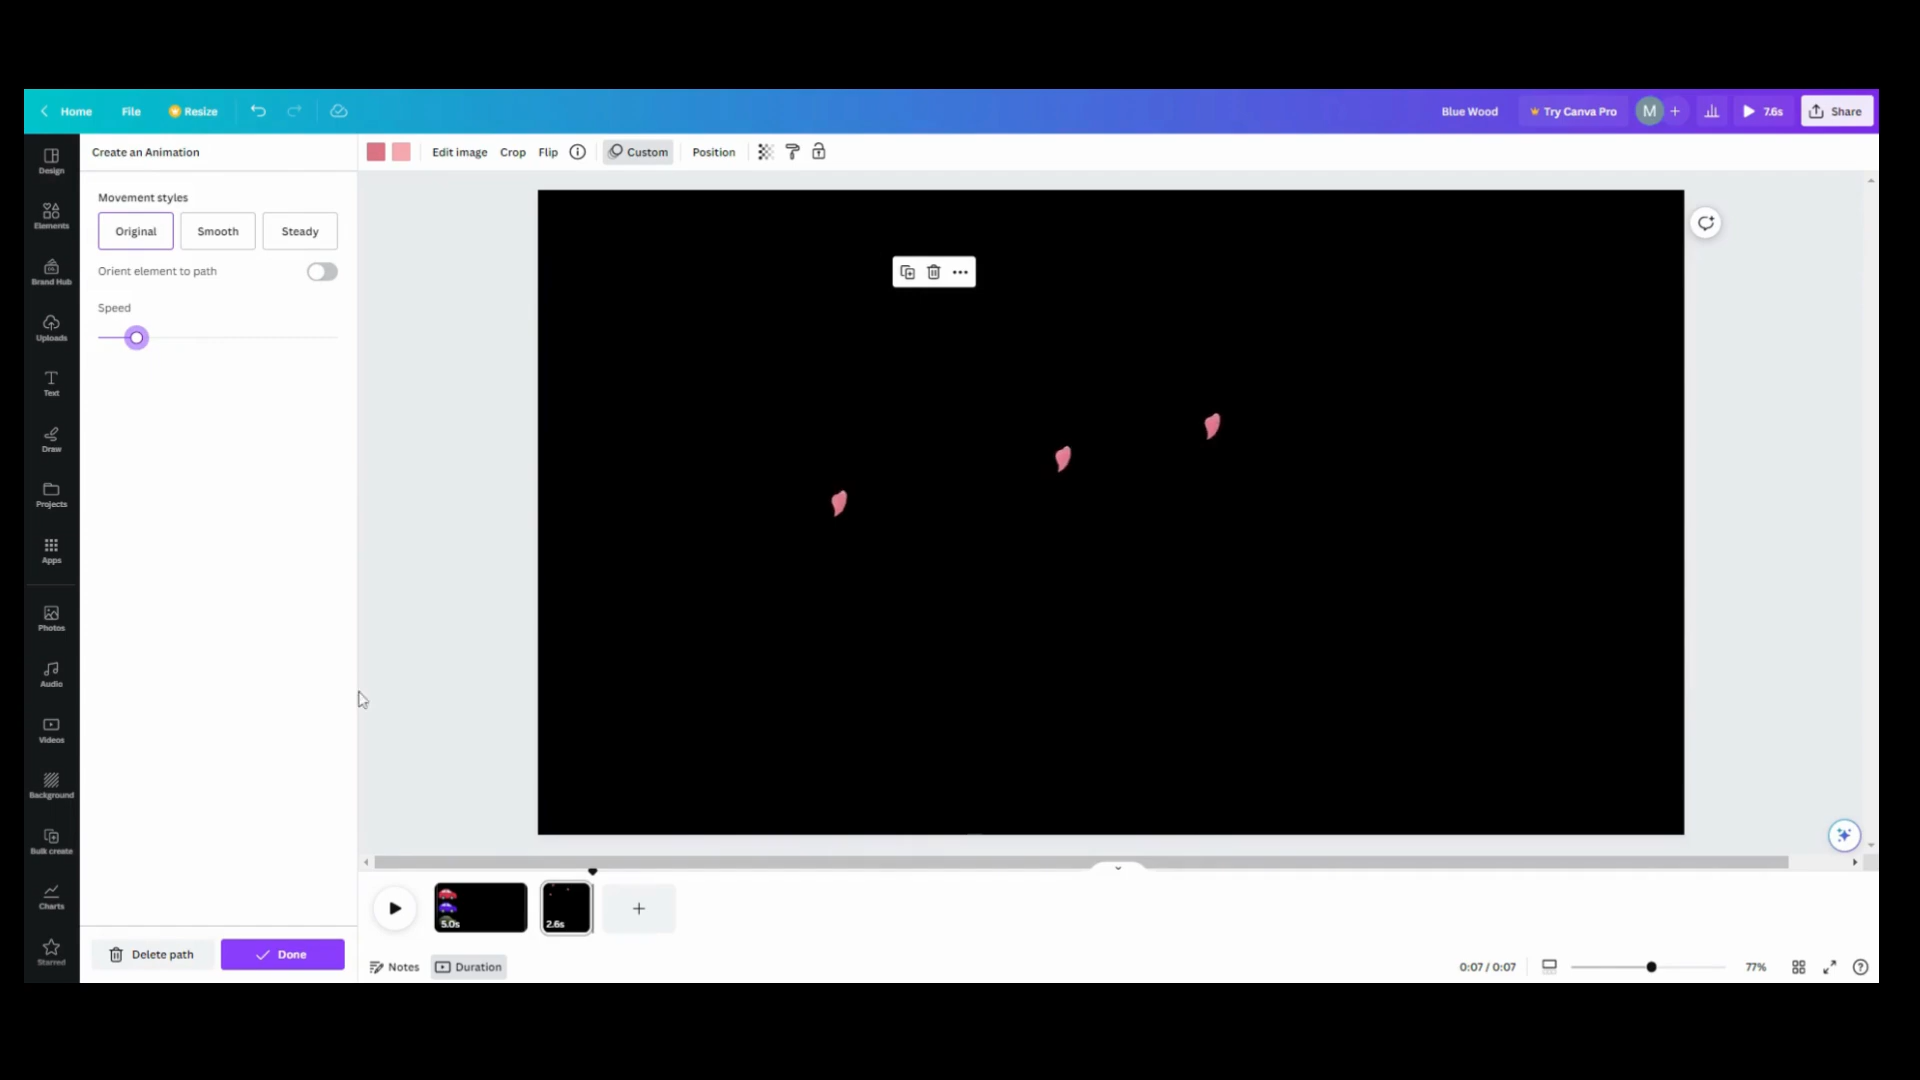 Home File Resize Blue Wood Try Canva Pro M + 7.6s Share
Design
Elements
Brand Hub
Uploads
Text
Draw
Projects
Apps
Photos
Audio
Videos
Background
Bulk create
Charts
Starred
Create an Animation
Movement styles
Original Smooth Steady
Orient element to path
Speed
Delete path Done
Edit image Crop Flip Custom Position
5.0s 2.6s +
Notes Duration 0:07 / 0:07 77%